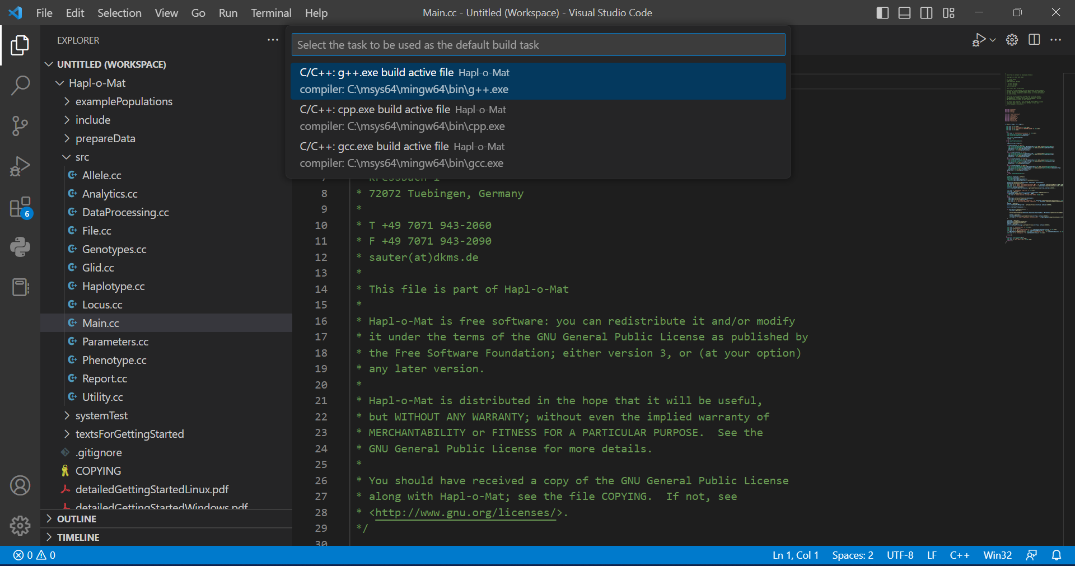 File Edit Selection View Go Run Terminal Help
Main.cc - Untitled (Workspace) - Visual Studio Code
EXPLORER
UNTITLED (WORKSPACE)
Hapl-o-Mat
examplePopulations
include
prepareData
src
Allele.cc
Analytics.cc
DataProcessing.cc
File.cc
Genotypes.cc
Glid.cc
Haplotype.cc
Locus.cc
Main.cc
Parameters.cc
Phenotype.cc
Report.cc
Utility.cc
systemTest
textsForGettingStarted
.gitignore
COPYING
detailedGettingStartedLinux.pdf
detailedGettingStartedWindows.pdf
OUTLINE
TIMELINE
6
Select the task to be used as the default build task
C/C++: g++.exe build active file Hapl-o-Mat
compiler: C:\msys64\mingw64\bin\g++.exe
C/C++: cpp.exe build active file Hapl-o-Mat
compiler: C:\msys64\mingw64\bin\cpp.exe
C/C++: gcc.exe build active file Hapl-o-Mat
compiler: C:\msys64\mingw64\bin\gcc.exe
8 * 72072 Tuebingen, Germany
9 *
10 * T +49 7071 943-2060
11 * F +49 7071 943-2090
12 * sauter(at)dkms.de
13 *
14 * This file is part of Hapl-o-Mat
15 *
16 * Hapl-o-Mat is free software: you can redistribute it and/or modify
17 * it under the terms of the GNU General Public License as published by
18 * the Free Software Foundation; either version 3, or (at your option)
19 * any later version.
20 *
21 * Hapl-o-Mat is distributed in the hope that it will be useful,
22 * but WITHOUT ANY WARRANTY; without even the implied warranty of
23 * MERCHANTABILITY or FITNESS FOR A PARTICULAR PURPOSE. See the
24 * GNU General Public License for more details.
25 *
26 * You should have received a copy of the GNU General Public License
27 * along with Hapl-o-Mat; see the file COPYING. If not, see
28 * <http://www.gnu.org/licenses/>.
29 */
30
0 0
Ln 1, Col 1 Spaces: 2 UTF-8 LF C++ Win32